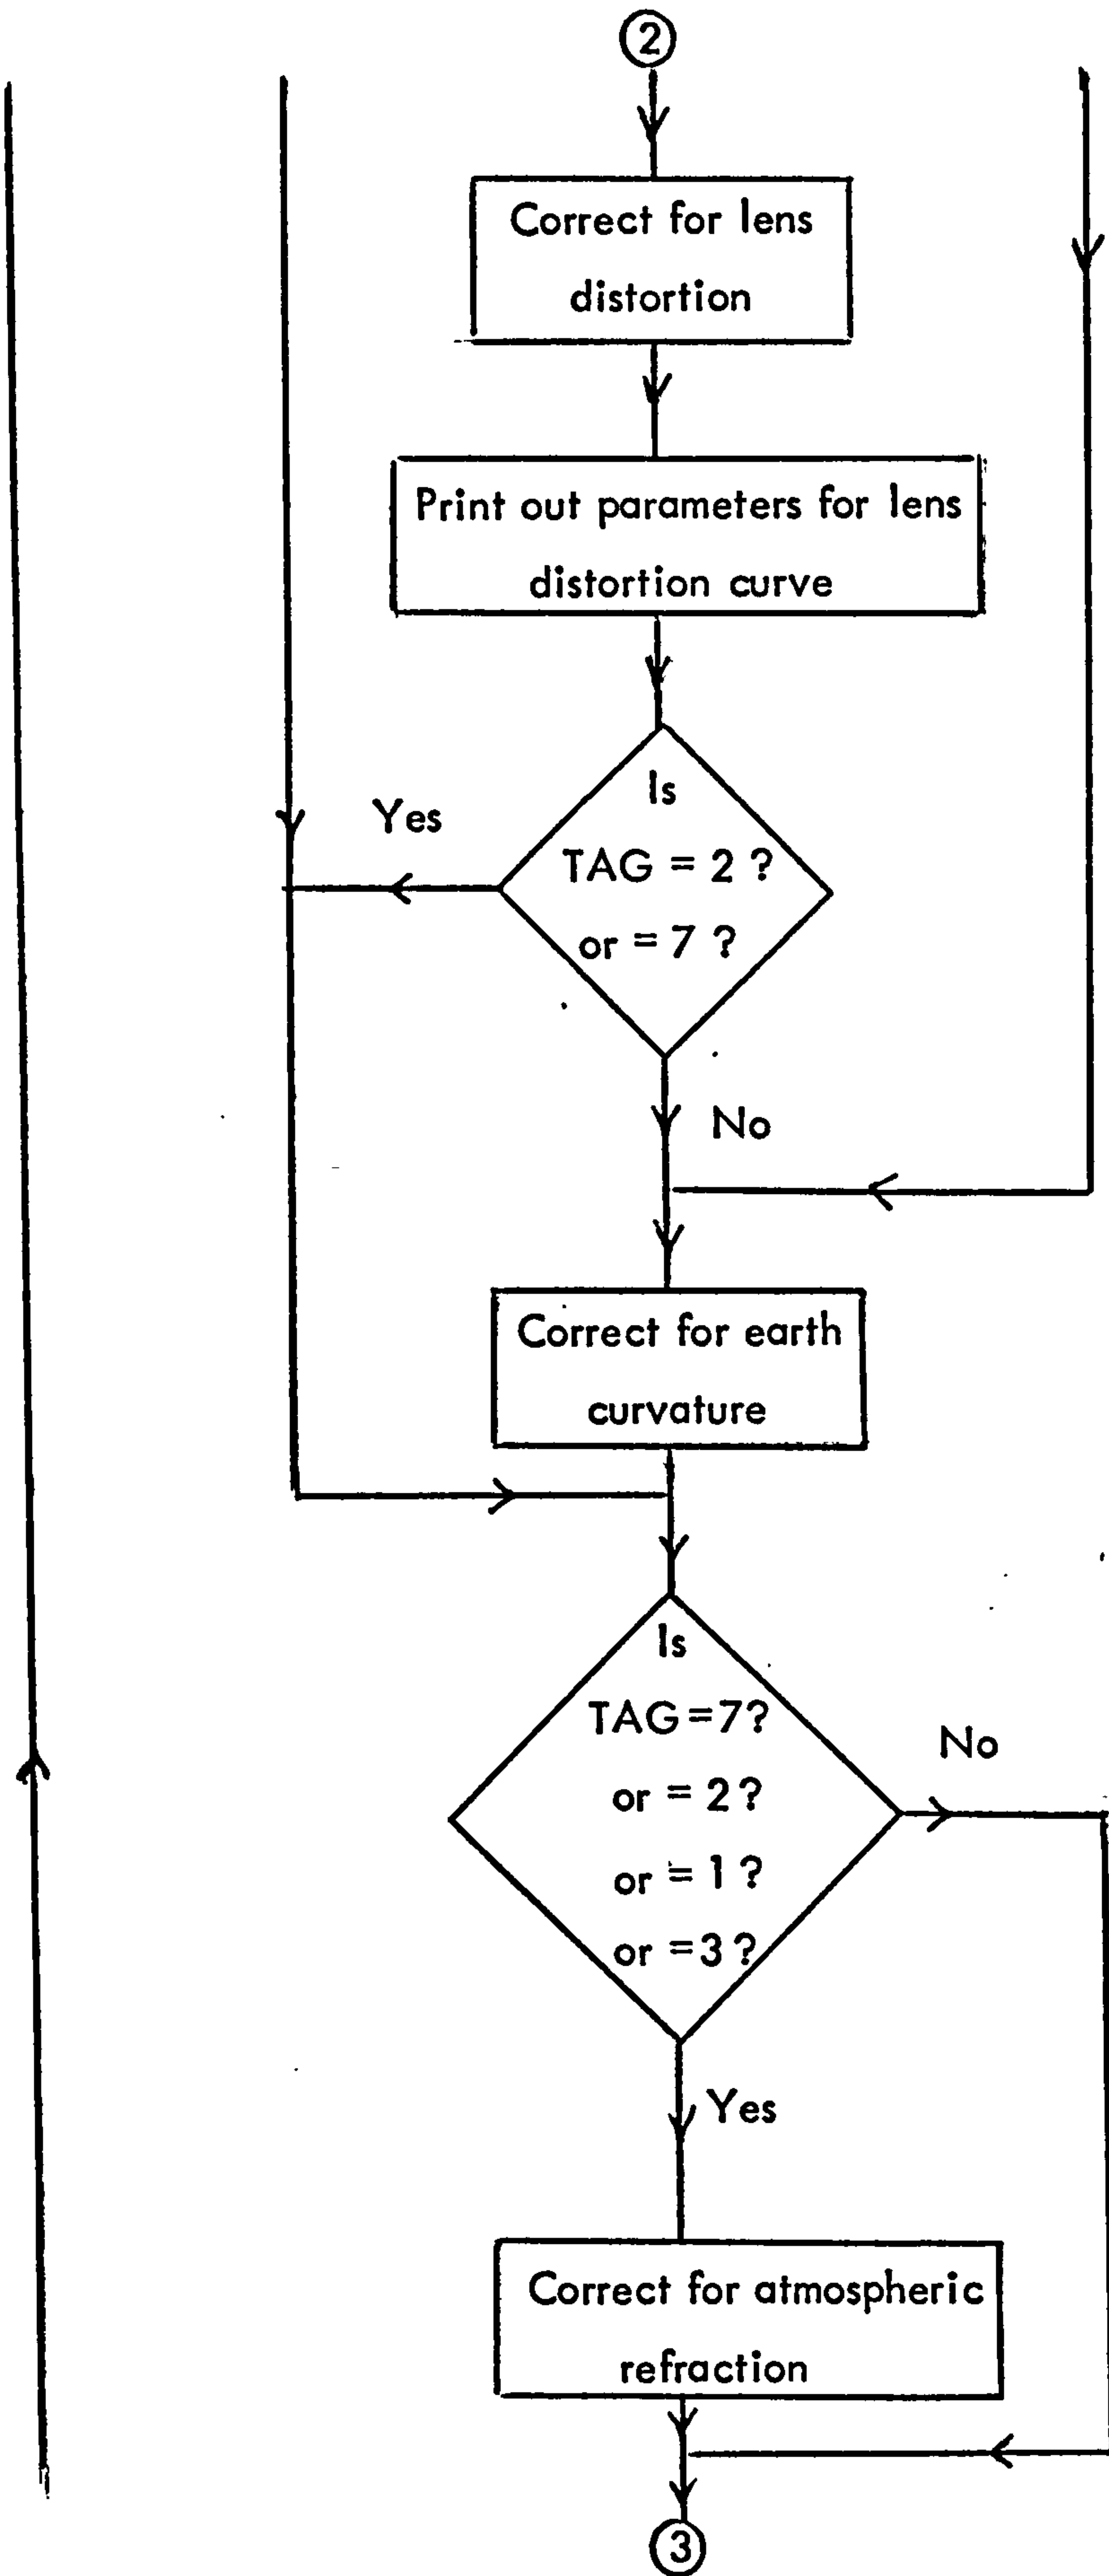 2
Correct for lens
distortion
Print out parameters for lens
distortion curve
Is
TAG = 2 ?
or = 7 ?
Yes
No
Correct for earth
curvature
Is
TAG =7?
or = 2?
or = 1 ?
or =3 ?
No
Yes
Correct for atmospheric
refraction
3